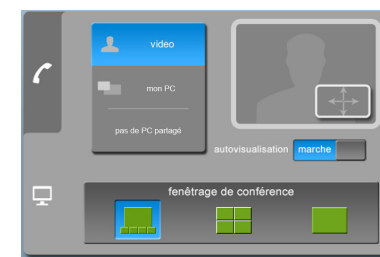 video
mon PC
pas de PC partagé
autovisualisation
marche
fenêtrage de conférence